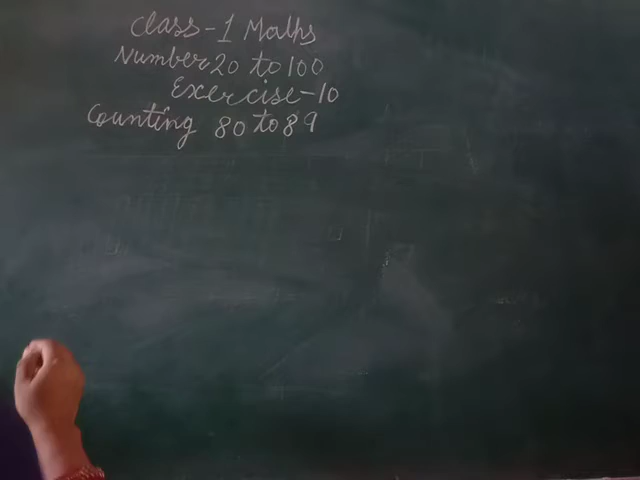 Class-1 Maths
Number 20 to 100
Exercise-10
Counting 80 to 89